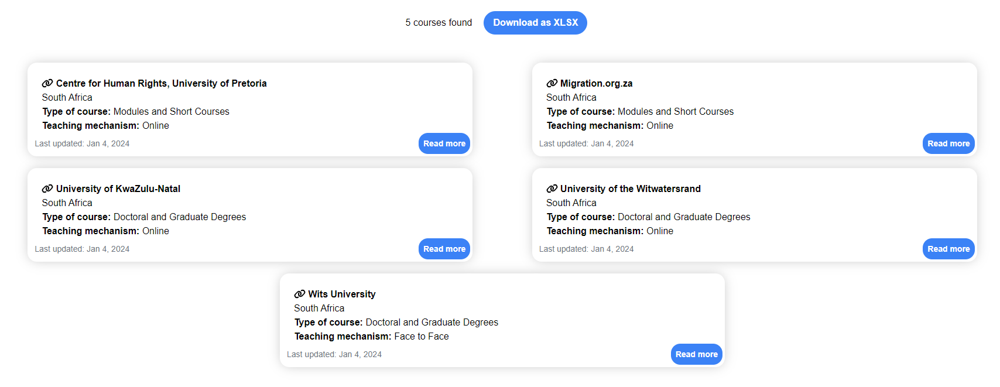 5 courses found
Download as XLSX
Centre for Human Rights, University of Pretoria
South Africa
Type of course: Modules and Short Courses
Teaching mechanism: Online
Last updated: Jan 4, 2024
Read more
Migration.org.za
South Africa
Type of course: Modules and Short Courses
Teaching mechanism: Online
Last updated: Jan 4, 2024
Read more
University of KwaZulu-Natal
South Africa
Type of course: Doctoral and Graduate Degrees
Teaching mechanism: Online
Last updated: Jan 4, 2024
Read more
University of the Witwatersrand
South Africa
Type of course: Doctoral and Graduate Degrees
Teaching mechanism: Online
Last updated: Jan 4, 2024
Read more
Wits University
South Africa
Type of course: Doctoral and Graduate Degrees
Teaching mechanism: Face to Face
Last updated: Jan 4, 2024
Read more